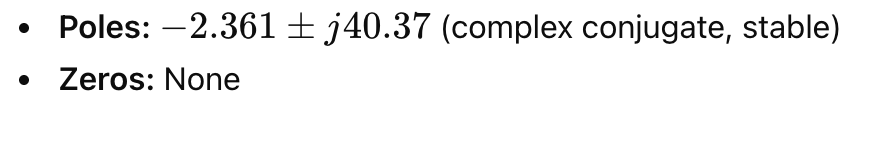 • Poles: −2.361 ± j40.37 (complex conjugate, stable)
• Zeros: None